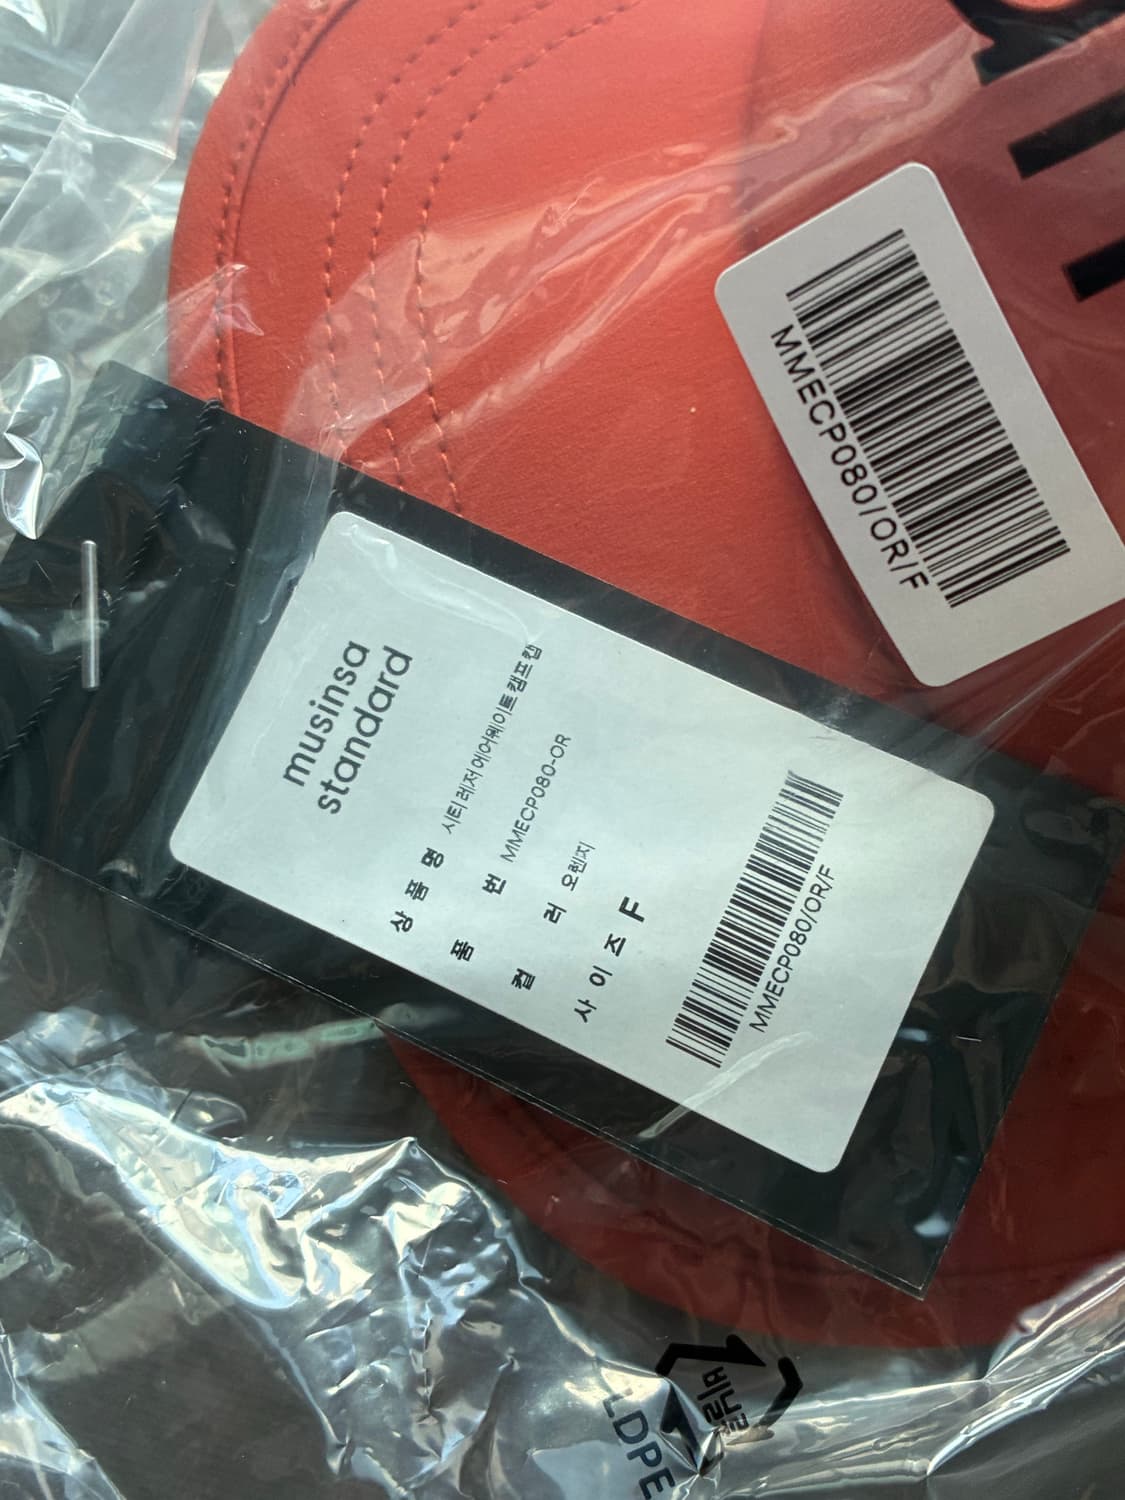 MMECP080/OR/F
musinsa
standard
상 품 명 시티 레저 에어웨이트 캠프캡
품 번 MMECP080-OR
컬 러 오렌지
사 이 즈 F
MMECP080/OR/F
비닐류
LDPE